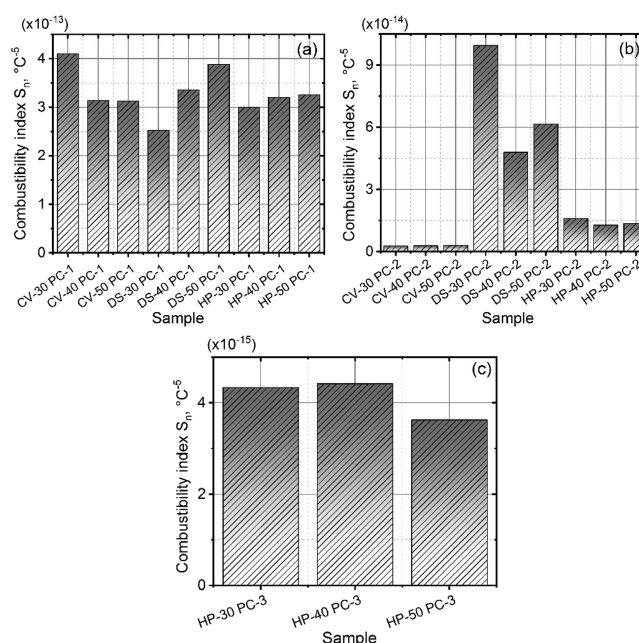 (x10⁻¹³)
(a)
Combustibility index Sₙ, °C⁻⁵
4
3
2
1
0
CV-30 PC-1
CV-40 PC-1
CV-50 PC-1
DS-30 PC-1
DS-40 PC-1
DS-50 PC-1
HP-30 PC-1
HP-40 PC-1
HP-50 PC-1
Sample
(x10⁻¹⁴)
(b)
Combustibility index Sₙ, °C⁻⁵
9
6
3
0
CV-30 PC-2
CV-40 PC-2
CV-50 PC-2
DS-30 PC-2
DS-40 PC-2
DS-50 PC-2
HP-30 PC-2
HP-40 PC-2
HP-50 PC-2
Sample
(x10⁻¹⁵)
(c)
Combustibility index Sₙ, °C⁻⁵
4
2
0
HP-30 PC-3
HP-40 PC-3
HP-50 PC-3
Sample